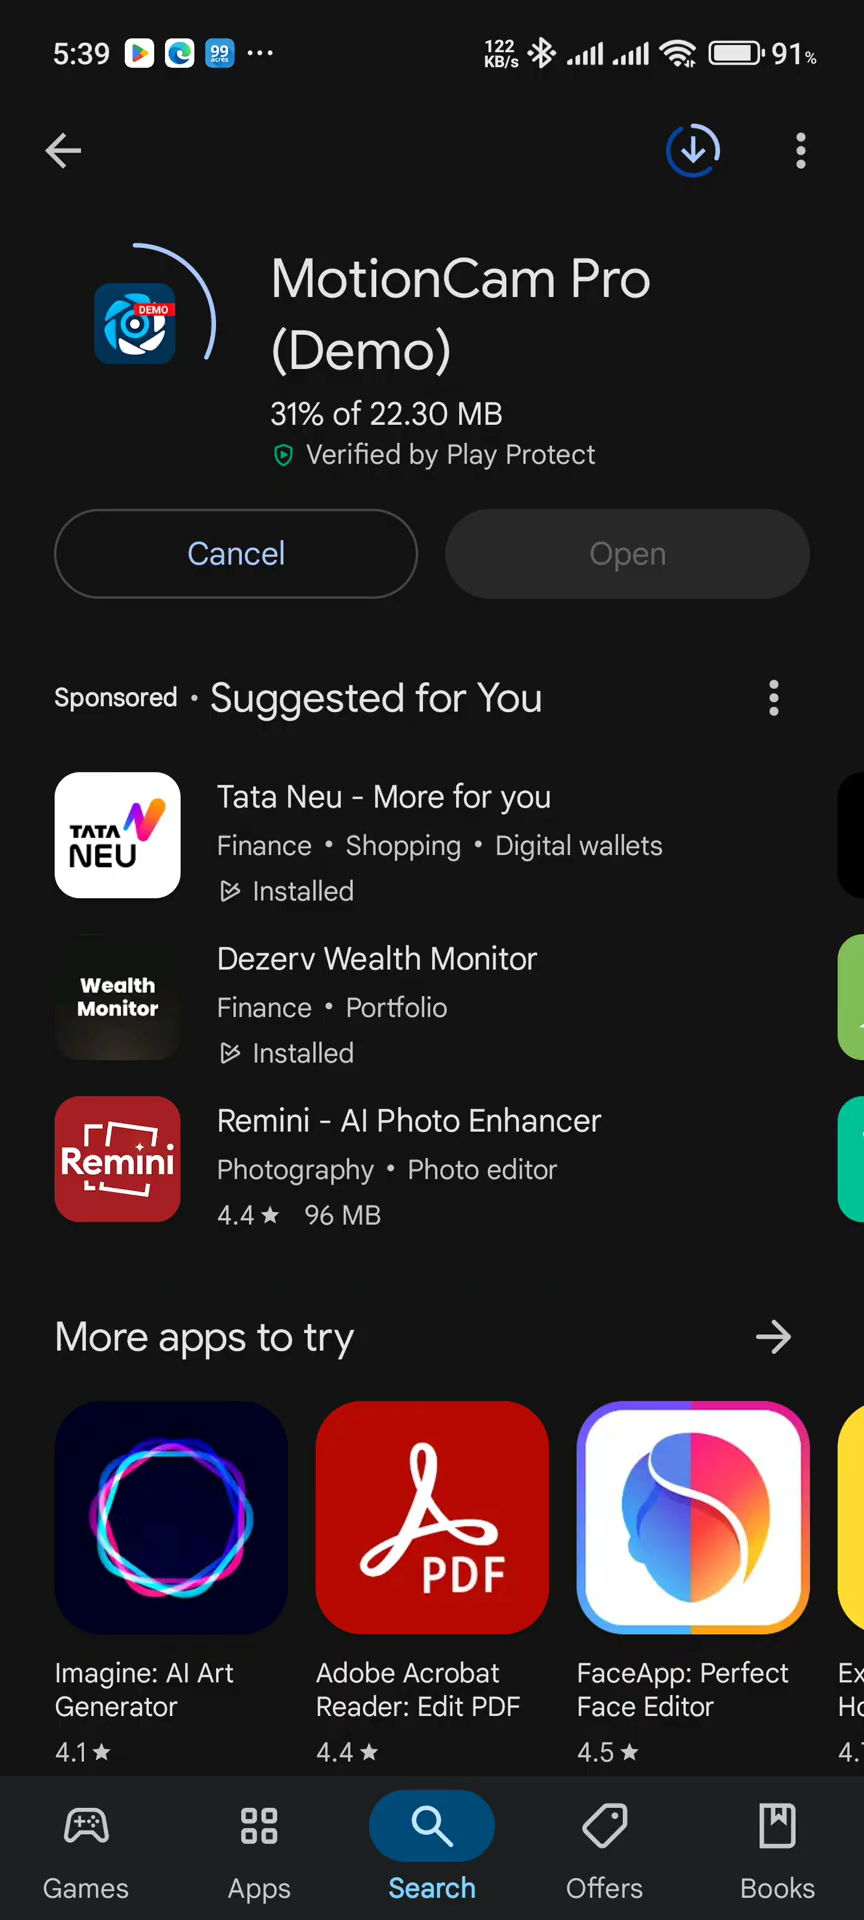 5:39
99
acres
122
KB/s
91%
DEMO
MotionCam Pro
(Demo)
31% of 22.30 MB
Verified by Play Protect
Cancel
Open
Sponsored • Suggested for You
TATA
NEU
Tata Neu - More for you
Finance • Shopping • Digital wallets
Installed
Wealth
Monitor
Dezerv Wealth Monitor
Finance • Portfolio
Installed
Remini
Remini - AI Photo Enhancer
Photography • Photo editor
4.4★ 96 MB
More apps to try
PDF
Imagine: AI Art
Generator
4.1★
Adobe Acrobat
Reader: Edit PDF
4.4★
FaceApp: Perfect
Face Editor
4.5★
Games
Apps
Search
Offers
Books